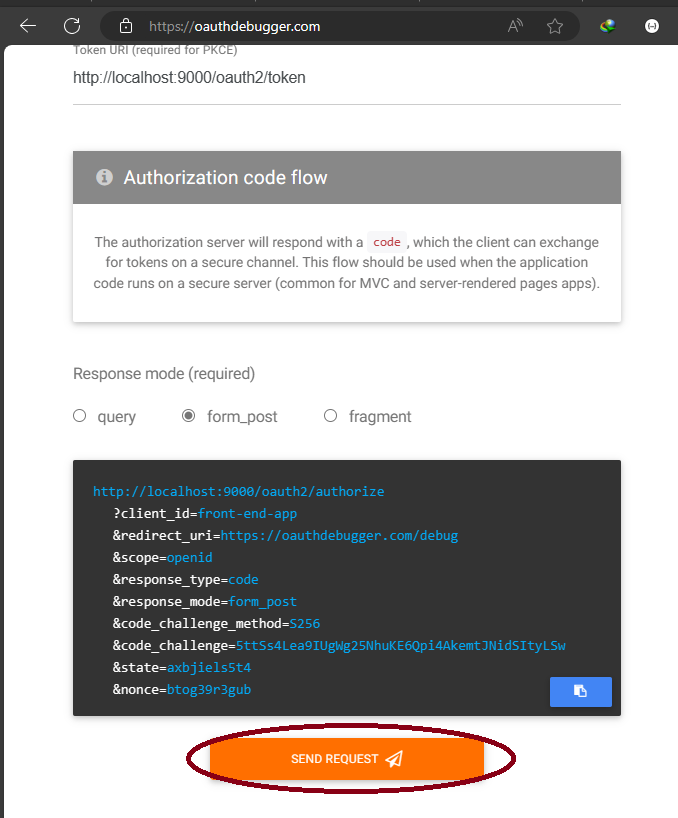 https://oauthdebugger.com
Token URI (required for PKCE)
http://localhost:9000/oauth2/token
Authorization code flow
The authorization server will respond with a code, which the client can exchange
for tokens on a secure channel. This flow should be used when the application
code runs on a secure server (common for MVC and server-rendered pages apps).
Response mode (required)
query form_post fragment
http://localhost:9000/oauth2/authorize
?client_id=front-end-app
&redirect_uri=https://oauthdebugger.com/debug
&scope=openid
&response_type=code
&response_mode=form_post
&code_challenge_method=S256
&code_challenge=5ttSs4Lea9IUgWg25NhuKE6Qpi4AkemtJNidSItyLSw
&state=axbjiels5t4
&nonce=btog39r3gub
SEND REQUEST